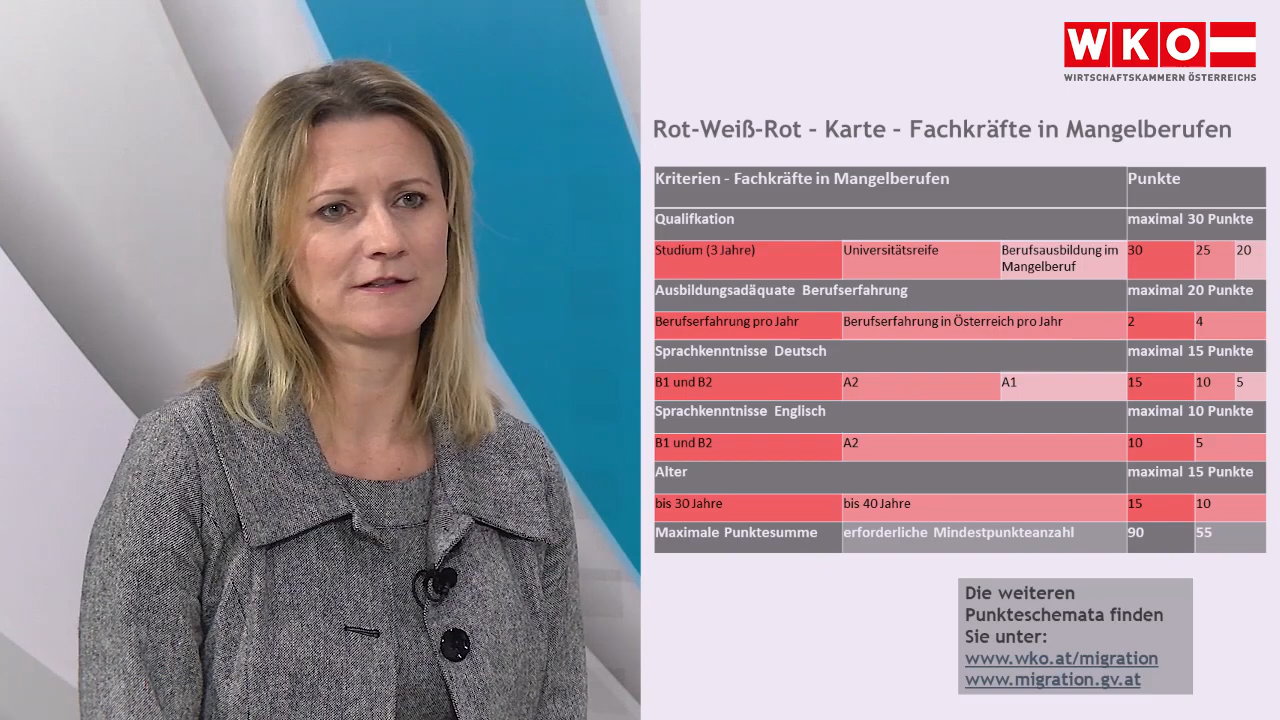 WKO
WIRTSCHAFTSKAMMERN ÖSTERREICHS
Rot-Weiß-Rot - Karte - Fachkräfte in Mangelberufen
Kriterien - Fachkräfte in Mangelberufen Punkte
Qualifkation maximal 30 Punkte
Studium (3 Jahre) Universitätsreife Berufsausbildung im 30 25 20
Mangelberuf
Ausbildungsadäquate Berufserfahrung maximal 20 Punkte
Berufserfahrung pro Jahr Berufserfahrung in Österreich pro Jahr 2 4
Sprachkenntnisse Deutsch maximal 15 Punkte
B1 und B2 A2 A1 15 10 5
Sprachkenntnisse Englisch maximal 10 Punkte
B1 und B2 A2 10 5
Alter maximal 15 Punkte
bis 30 Jahre bis 40 Jahre 15 10
Maximale Punktesumme erforderliche Mindestpunkteanzahl 90 55
Die weiteren
Punkteschemata finden
Sie unter:
www.wko.at/migration
www.migration.gv.at